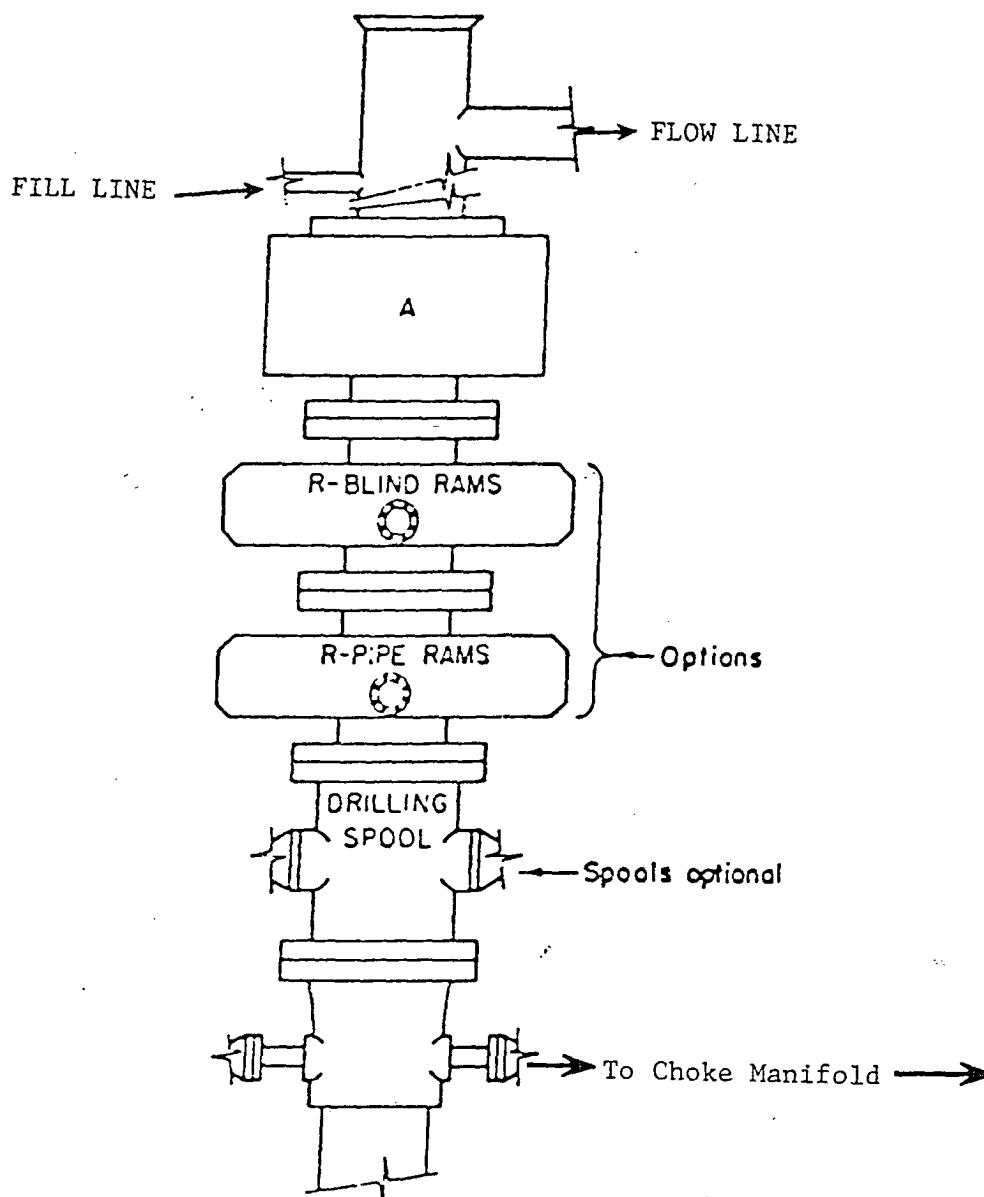 FLOW LINE
FILL LINE
A
R-BLIND RAMS
R-PIPE RAMS
Options
DRILLING
SPOOL
Spools optional
To Choke Manifold